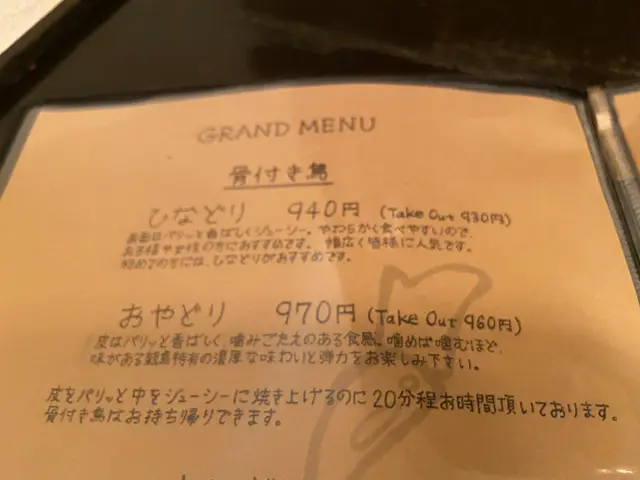 GRAND MENU
骨付き鳥
ひなどり 940円 (Take Out 930円)
表面はパリッと香ばしくジューシー。やわらかく食べやすいので、
お子様や女性の方におすすめです。 幅広く皆様に人気です。
初めての方には、ひなどりがおすすめです。
おやどり 970円 (Take Out 960円)
皮はパリッと香ばしく、噛みごたえのある食感。噛めば噛むほど、
味がある親鳥特有の濃厚な味わいと弾力をお楽しみ下さい。
皮をパリッと中をジューシーに焼き上げるのに20分程お時間頂いております。
骨付き鳥はお持ち帰りできます。